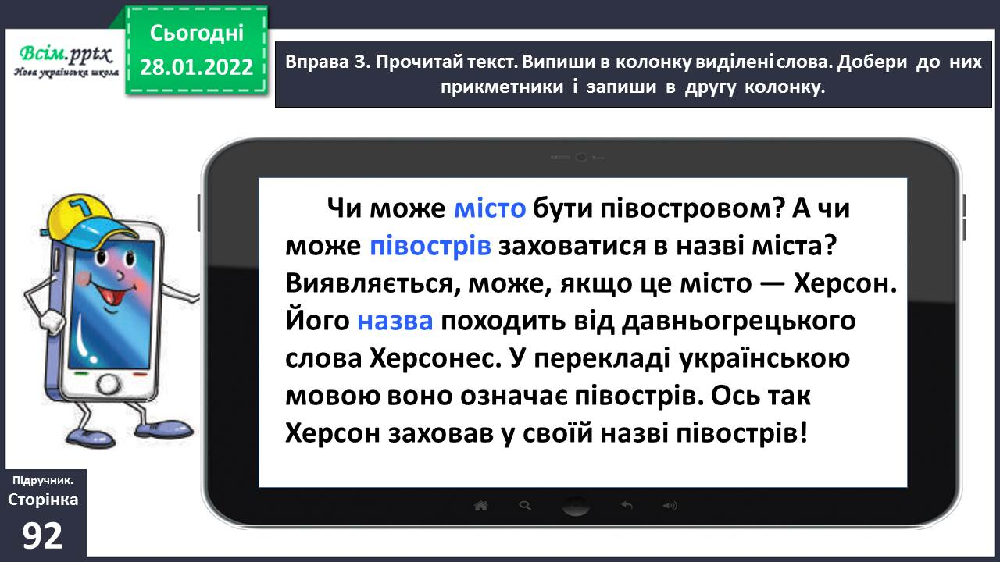 Всім.pptx
Нова українська школа
Сьогодні
28.01.2022
Вправа 3. Прочитай текст. Випиши в колонку виділені слова. Добери до них
прикметники і запиши в другу колонку.
Чи може місто бути півостровом? А чи
може півострів заховатися в назві міста?
Виявляється, може, якщо це місто — Херсон.
Його назва походить від давньогрецького
слова Херсонес. У перекладі українською
мовою воно означає півострів. Ось так
Херсон заховав у своїй назві півострів!
Підручник.
Сторінка
92